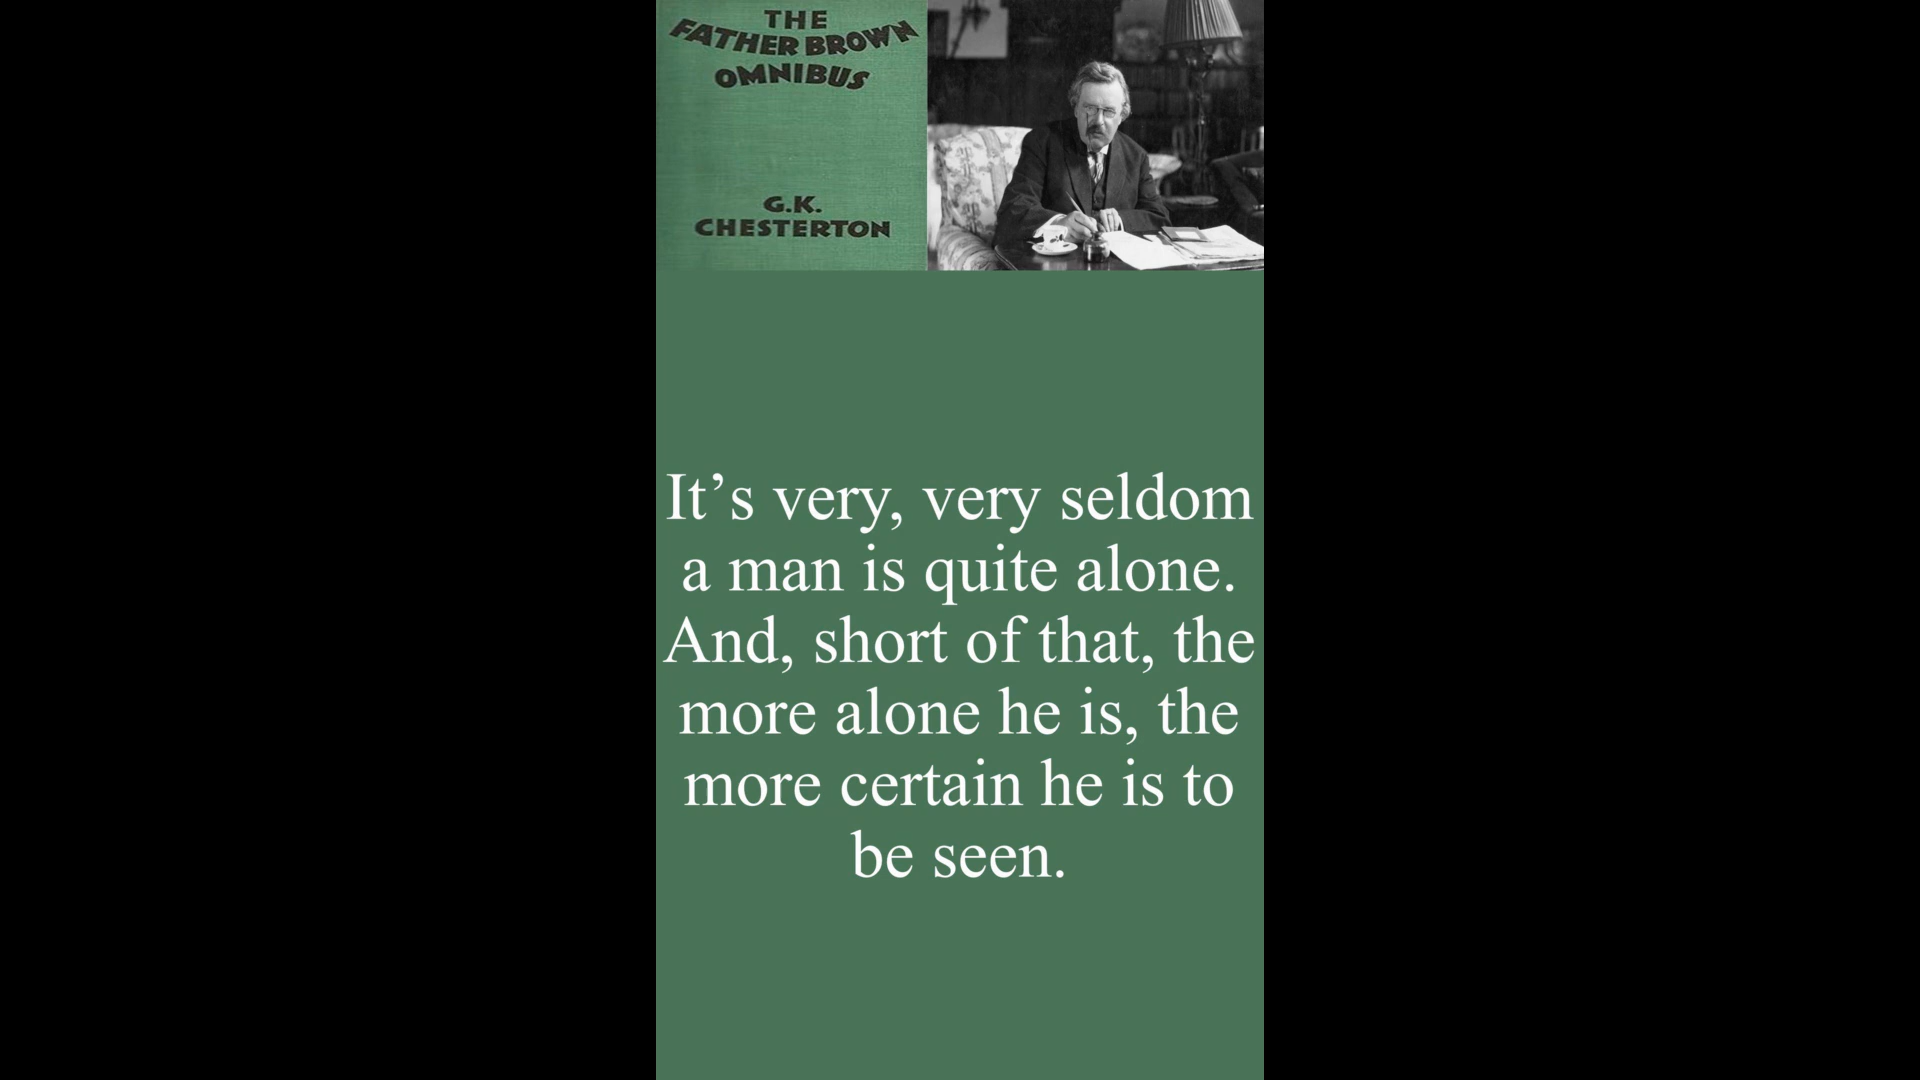 THE
FATHER BROWN
OMNIBUS
G.K.
CHESTERTON
It’s very, very seldom
a man is quite alone.
And, short of that, the
more alone he is, the
more certain he is to
be seen.